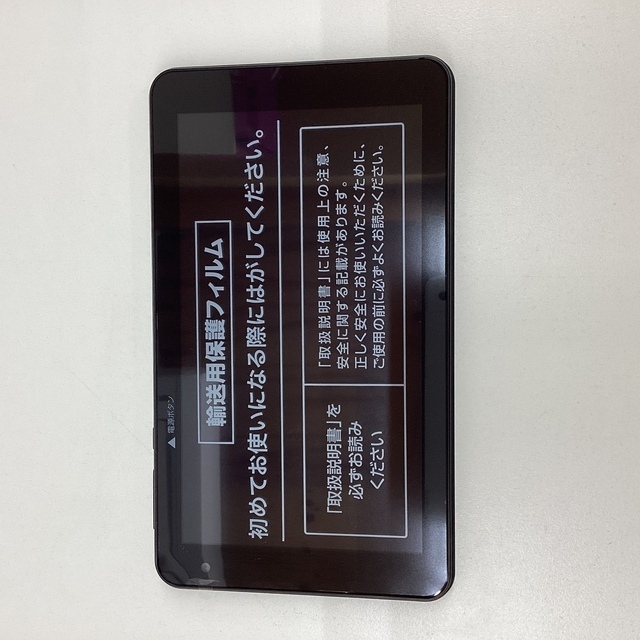 ▲ 電源ボタン
輸送用保護フィルム
初めてお使いになる際にはがしてください。
「取扱説明書」を
必ずお読み
ください
「取扱説明書」には使用上の注意、
安全に関する記載があります。
正しく安全にお使いいただくために、
ご使用の前に必ずよくお読みください。